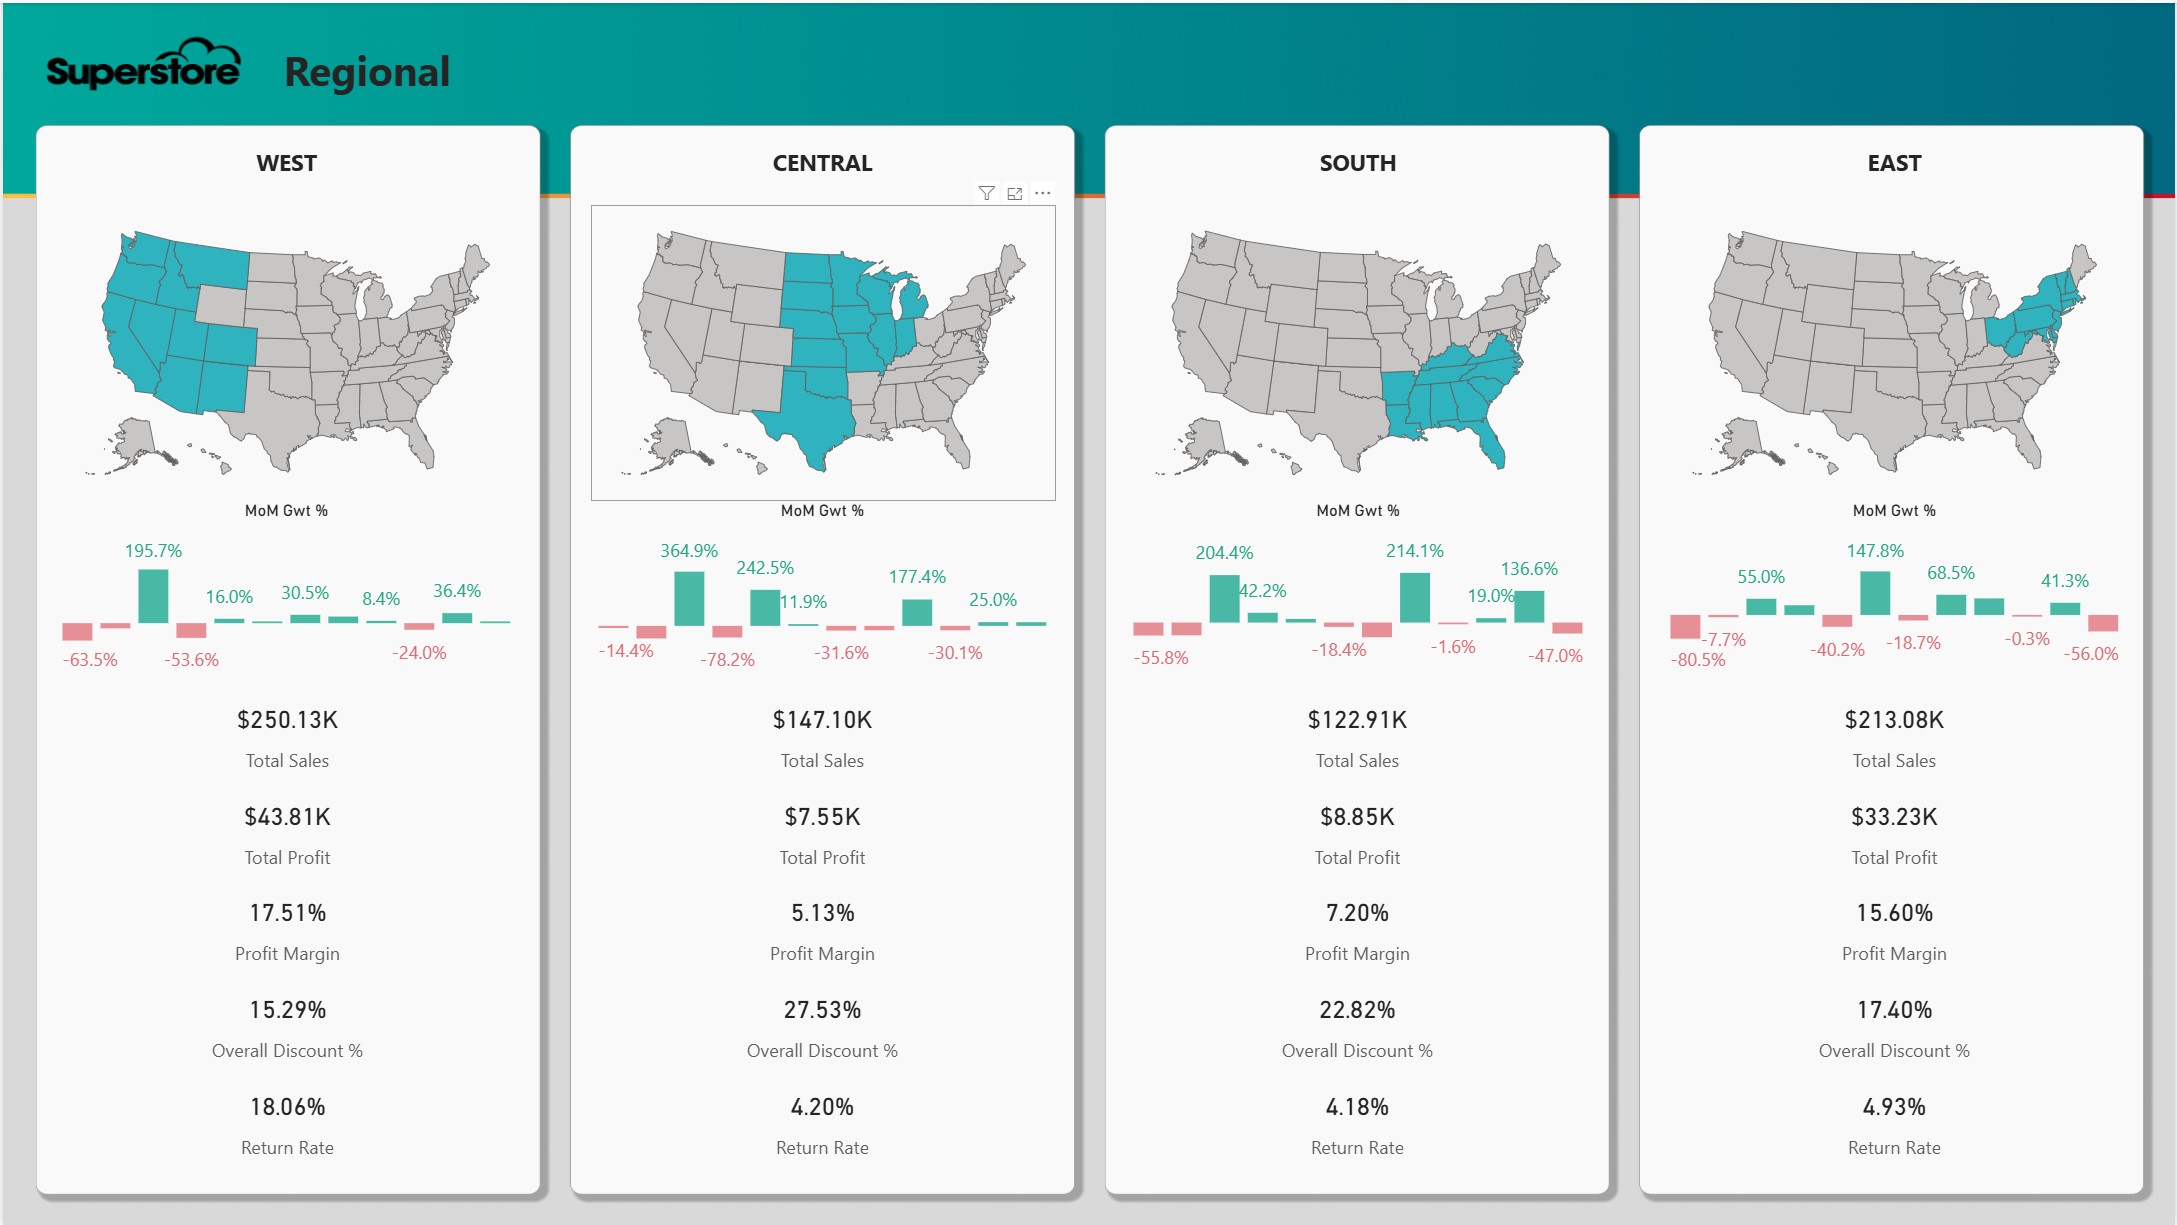 Superstore
Regional
WEST
MoM Gwt %
195.7%
16.0%
30.5%
8.4%
36.4%
-63.5%
-53.6%
-24.0%
$250.13K
Total Sales
$43.81K
Total Profit
17.51%
Profit Margin
15.29%
Overall Discount %
18.06%
Return Rate
CENTRAL
MoM Gwt %
364.9%
242.5%
11.9%
177.4%
25.0%
-14.4%
-78.2%
-31.6%
-30.1%
$147.10K
Total Sales
$7.55K
Total Profit
5.13%
Profit Margin
27.53%
Overall Discount %
4.20%
Return Rate
SOUTH
MoM Gwt %
204.4%
42.2%
214.1%
19.0%
136.6%
-55.8%
-18.4%
-1.6%
-47.0%
$122.91K
Total Sales
$8.85K
Total Profit
7.20%
Profit Margin
22.82%
Overall Discount %
4.18%
Return Rate
EAST
MoM Gwt %
55.0%
147.8%
68.5%
41.3%
-80.5%
-7.7%
-40.2%
-18.7%
-0.3%
-56.0%
$213.08K
Total Sales
$33.23K
Total Profit
15.60%
Profit Margin
17.40%
Overall Discount %
4.93%
Return Rate